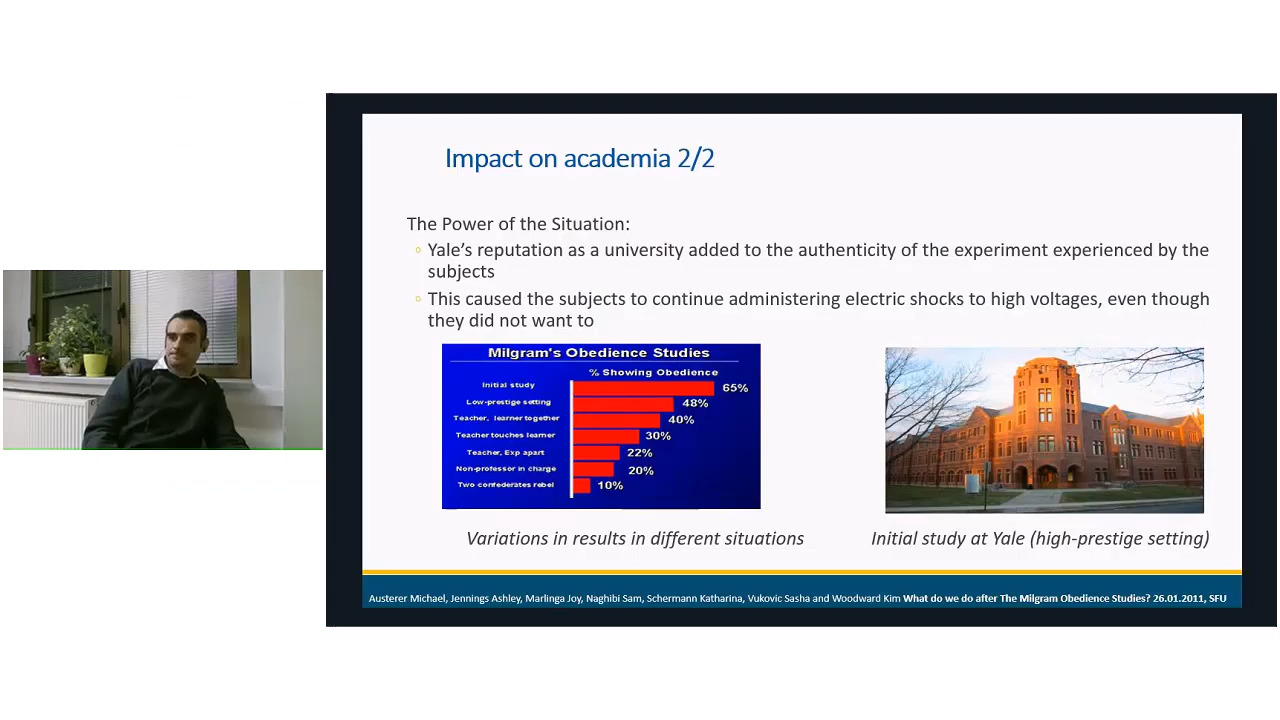 Impact on academia 2/2
The Power of the Situation:
◦ Yale’s reputation as a university added to the authenticity of the experiment experienced by the
subjects
◦ This caused the subjects to continue administering electric shocks to high voltages, even though
they did not want to
Milgram's Obedience Studies
% Showing Obedience
Initial study 65%
Low-prestige setting 48%
Teacher, learner together 40%
Teacher touches learner 30%
Teacher, Exp apart 22%
Non-professor in charge 20%
Two confederates rebel 10%
Variations in results in different situations
Initial study at Yale (high-prestige setting)
Austerer Michael, Jennings Ashley, Marlinga Joy, Naghibi Sam, Schermann Katharina, Vukovic Sasha and Woodward Kim What do we do after The Milgram Obedience Studies? 26.01.2011, SFU